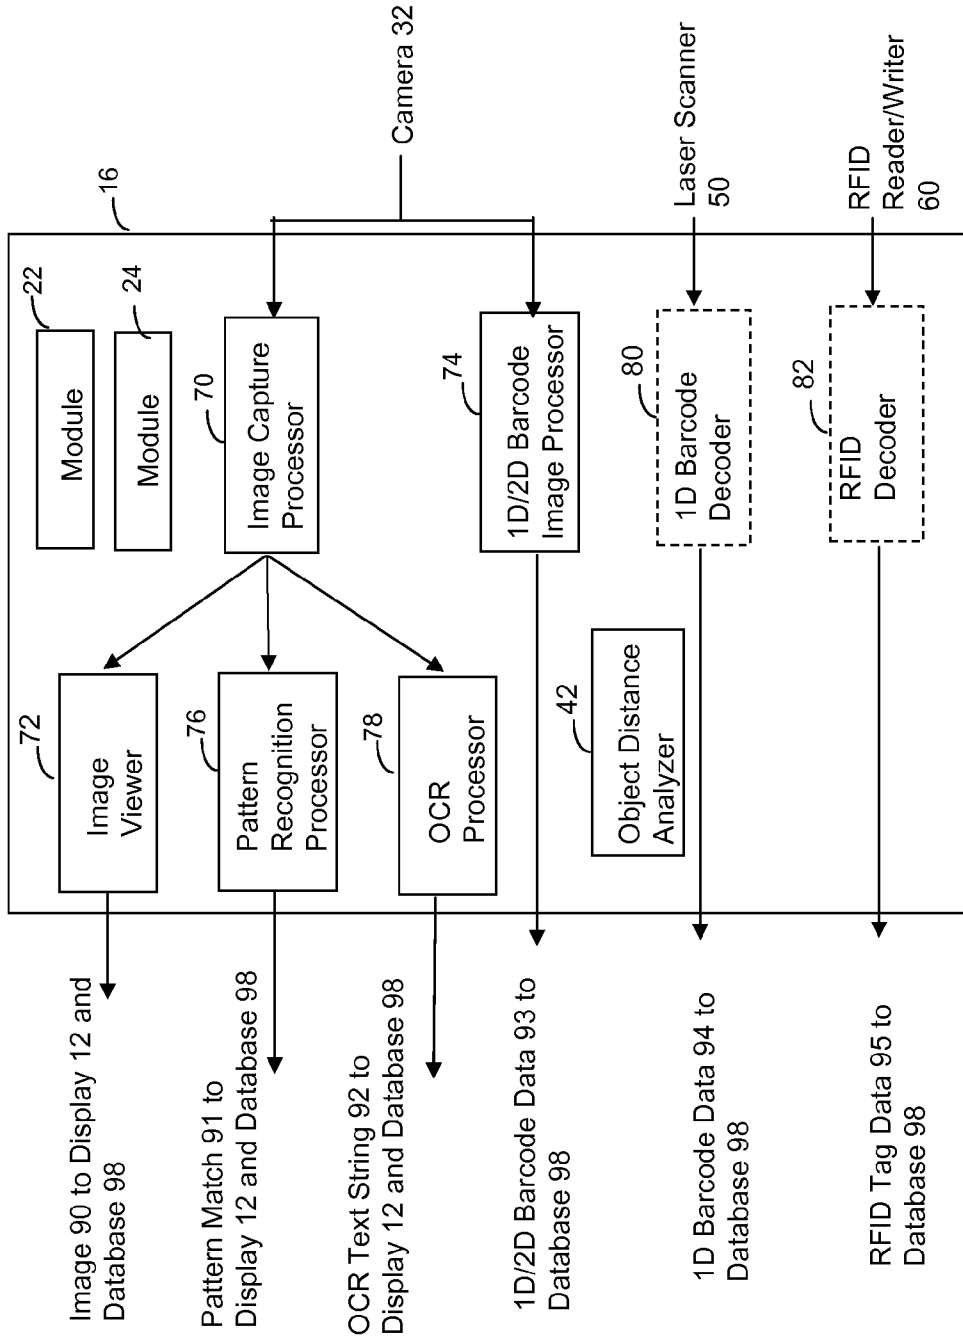 Image 90 to Display 12 and
Database 98
Pattern Match 91 to
Display 12 and Database 98
OCR Text String 92 to
Display 12 and Database 98
1D/2D Barcode Data 93 to
Database 98
1D Barcode Data 94 to
Database 98
RFID Tag Data 95 to
Database 98
72
Image
Viewer
76
Pattern
Recognition
Processor
78
OCR
Processor
42
Object Distance
Analyzer
22
Module
24
Module
70
Image Capture
Processor
74
1D/2D Barcode
Image Processor
80
1D Barcode
Decoder
82
RFID
Decoder
16
Camera 32
Laser Scanner
50
RFID
Reader/Writer
60